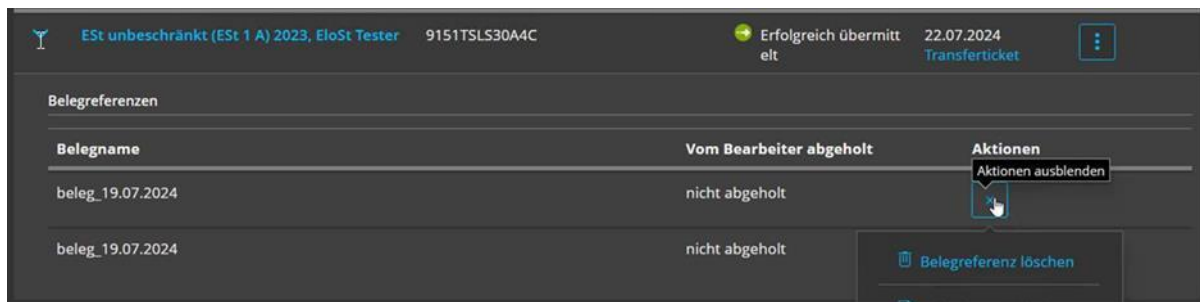 ESt unbeschränkt (ESt 1 A) 2023, EloSt Tester 9151TSLS30A4C Erfolgreich übermitt 22.07.2024
elt Transferticket
Belegreferenzen
Belegname Vom Bearbeiter abgeholt Aktionen
Aktionen ausblenden
beleg_19.07.2024 nicht abgeholt
beleg_19.07.2024 nicht abgeholt
Belegreferenz löschen